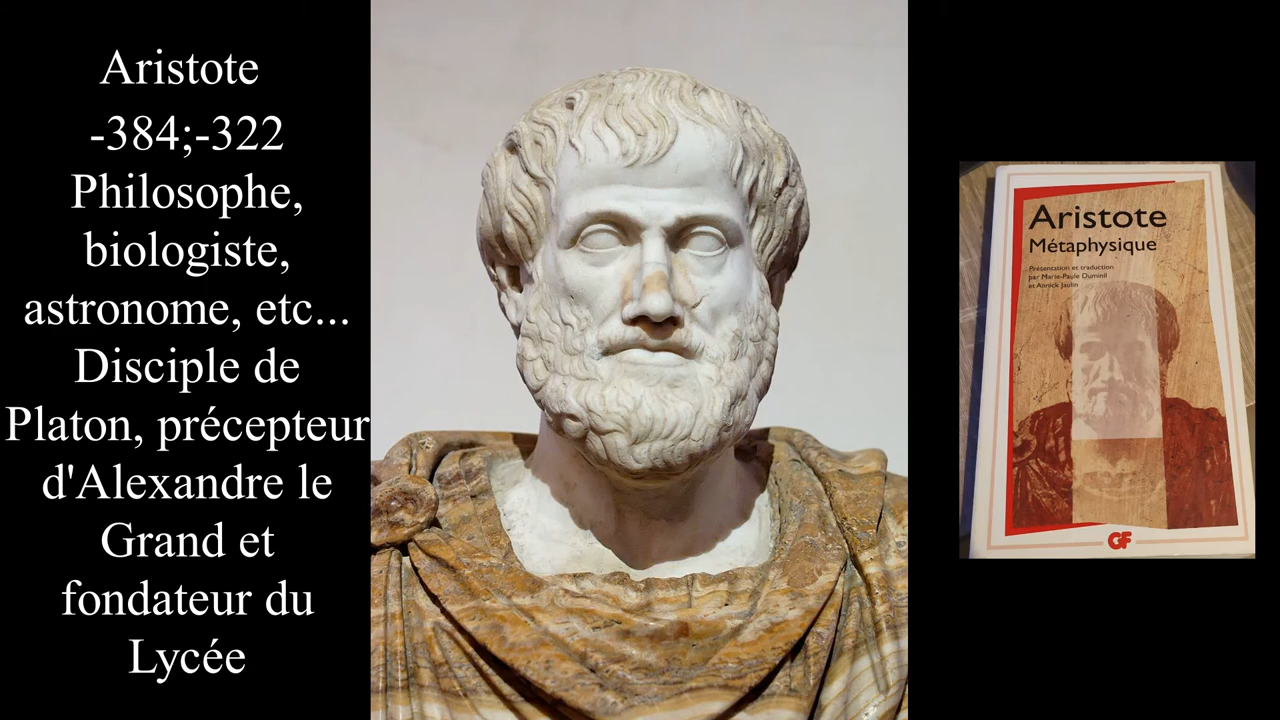 Aristote
-384;-322
Philosophe,
biologiste,
astronome, etc...
Disciple de
Platon, précepteur
d'Alexandre le
Grand et
fondateur du
Lycée
Aristote
Métaphysique
Présentation et traduction
par Marie-Paule Duminil
et Annick Jaulin
GF